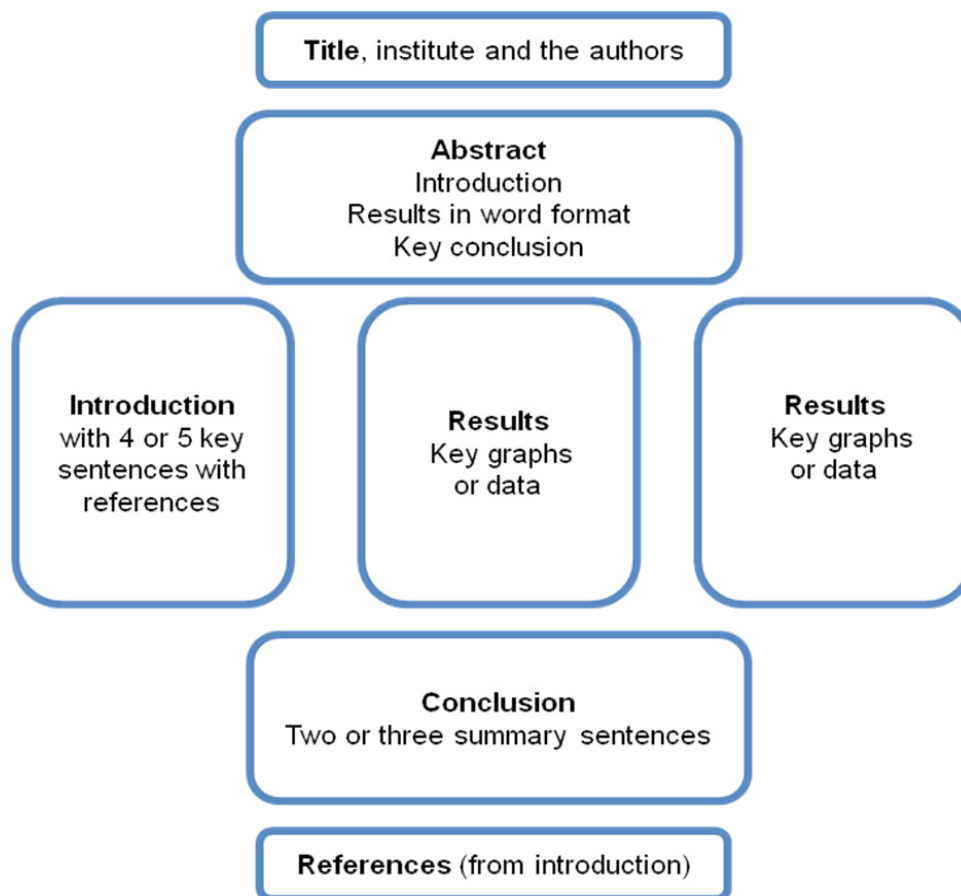 Title, institute and the authors
Abstract
Introduction
Results in word format
Key conclusion
Introduction
with 4 or 5 key
sentences with
references
Results
Key graphs
or data
Results
Key graphs
or data
Conclusion
Two or three summary sentences
References (from introduction)